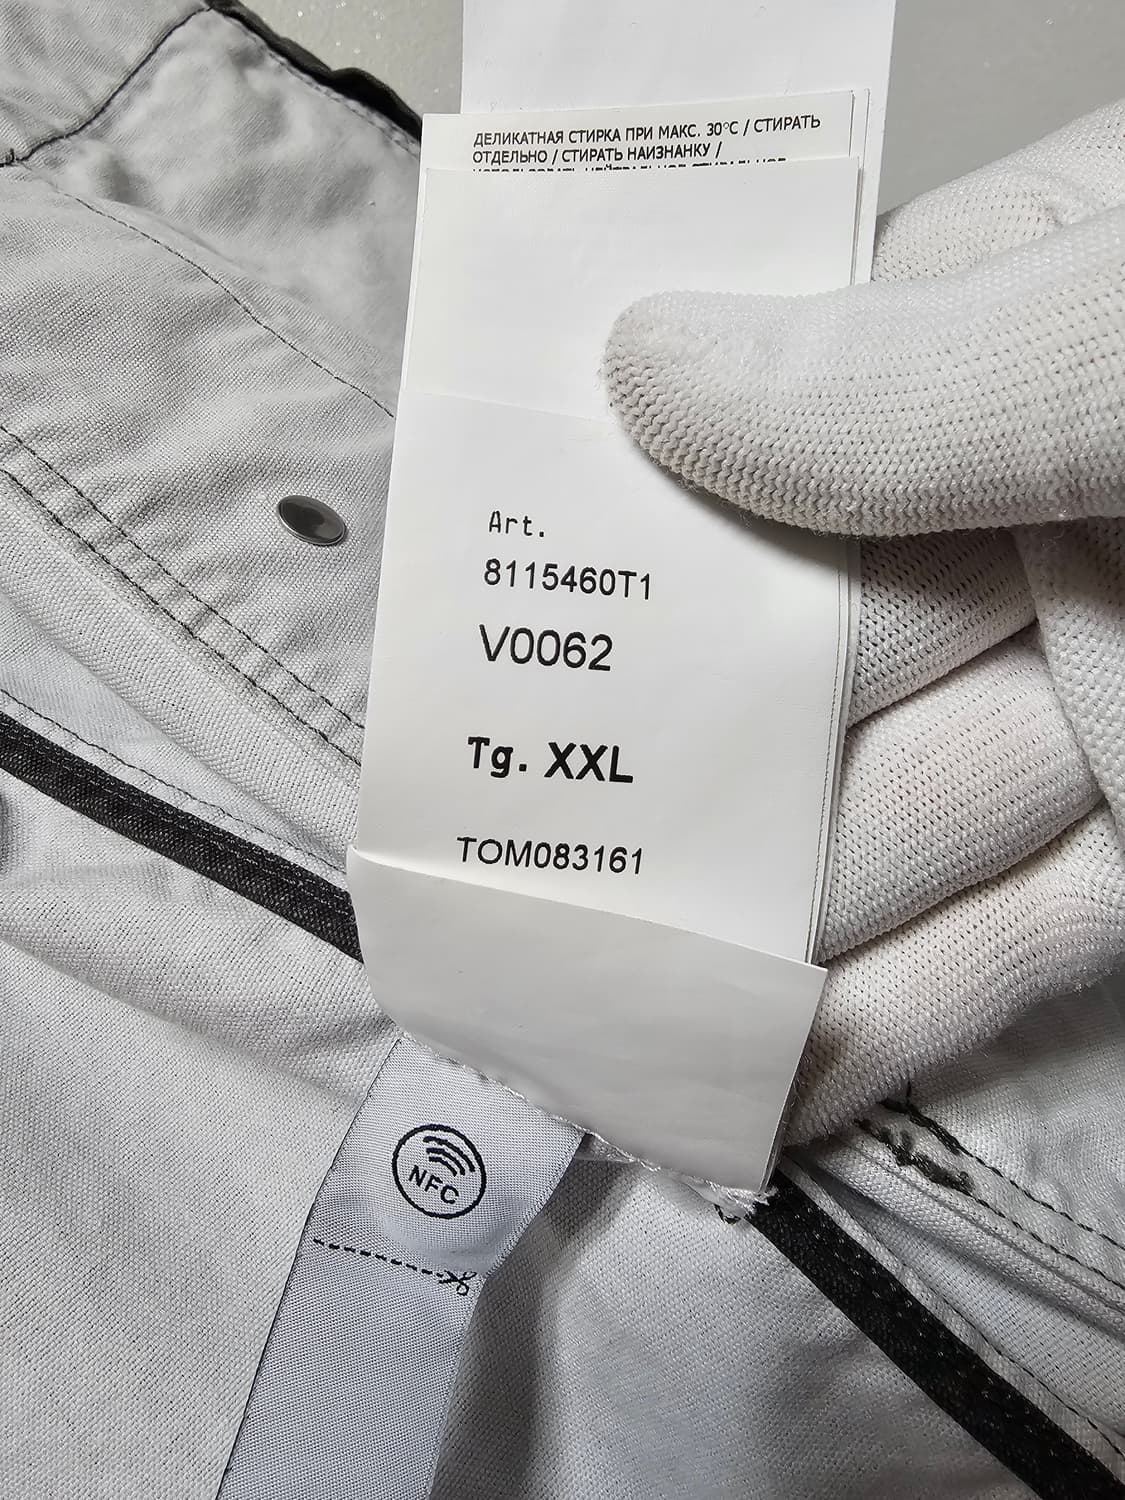 ДЕЛИКАТНАЯ СТИРКА ПРИ МАКС. 30°C / СТИРАТЬ
ОТДЕЛЬНО / СТИРАТЬ НАИЗНАНКУ /
Art.
8115460T1
V0062
Tg. XXL
TOM083161
NFC